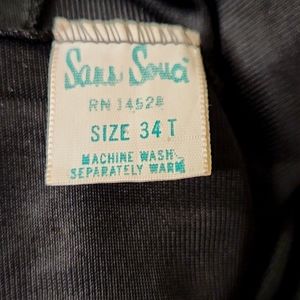 Sans Souci
RN 14528
SIZE 34 T
MACHINE WASH
SEPARATELY WARM